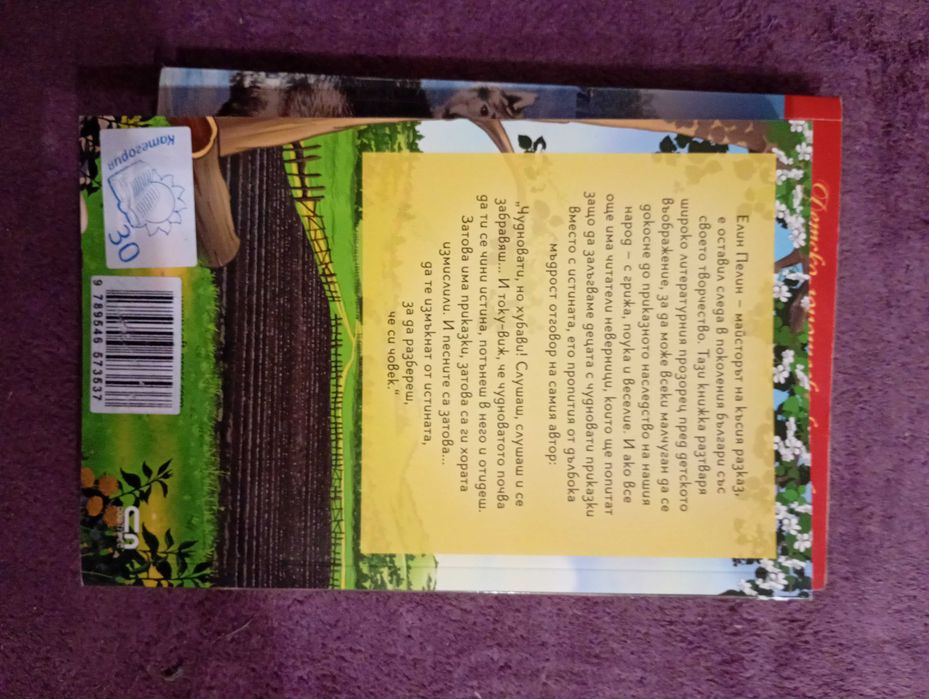 Елин Пелин – майсторът на късия разказ,
е оставил следа в поколения българи със
своето творчество. Тази книжка разтваря
широко литературния прозорец пред детското
въображение, за да може всеки малчуган да се
докосне до приказното наследство на нашия
народ – с грижа, поука и веселие. И ако все
още има читатели неверници, които ще попитат
защо да залъгваме децата с чудновати приказки
вместо с истината, ето пропития от дълбока
мъдрост отговор на самия автор:
„Чудновати, но хубави! Слушаш, слушаш и се
забравяш... И току-виж, че чудноватото почва
да ти се чини истина, потънеш в него и отидеш.
Затова има приказки, затова са ги хората
измислили. И песните са затова...
да те измъкнат от истината,
за да разбереш,
че си човек.“
Категория
30
9 789546 573537